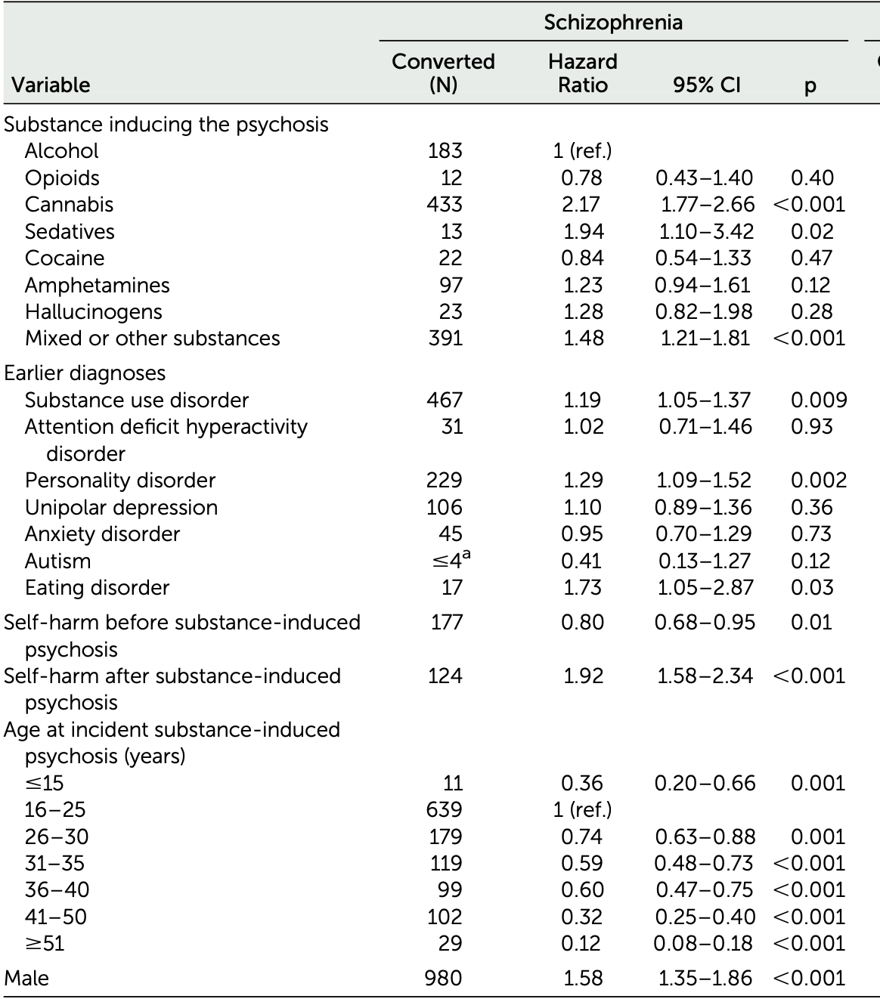 Schizophrenia
Converted Hazard
Variable (N) Ratio 95% CI p
Substance inducing the psychosis
Alcohol 183 1 (ref.)
Opioids 12 0.78 0.43–1.40 0.40
Cannabis 433 2.17 1.77–2.66 <0.001
Sedatives 13 1.94 1.10–3.42 0.02
Cocaine 22 0.84 0.54–1.33 0.47
Amphetamines 97 1.23 0.94–1.61 0.12
Hallucinogens 23 1.28 0.82–1.98 0.28
Mixed or other substances 391 1.48 1.21–1.81 <0.001
Earlier diagnoses
Substance use disorder 467 1.19 1.05–1.37 0.009
Attention deficit hyperactivity 31 1.02 0.71–1.46 0.93
disorder
Personality disorder 229 1.29 1.09–1.52 0.002
Unipolar depression 106 1.10 0.89–1.36 0.36
Anxiety disorder 45 0.95 0.70–1.29 0.73
Autism ≤4a 0.41 0.13–1.27 0.12
Eating disorder 17 1.73 1.05–2.87 0.03
Self-harm before substance-induced 177 0.80 0.68–0.95 0.01
psychosis
Self-harm after substance-induced 124 1.92 1.58–2.34 <0.001
psychosis
Age at incident substance-induced
psychosis (years)
≤15 11 0.36 0.20–0.66 0.001
16–25 639 1 (ref.)
26–30 179 0.74 0.63–0.88 0.001
31–35 119 0.59 0.48–0.73 <0.001
36–40 99 0.60 0.47–0.75 <0.001
41–50 102 0.32 0.25–0.40 <0.001
≥51 29 0.12 0.08–0.18 <0.001
Male 980 1.58 1.35–1.86 <0.001